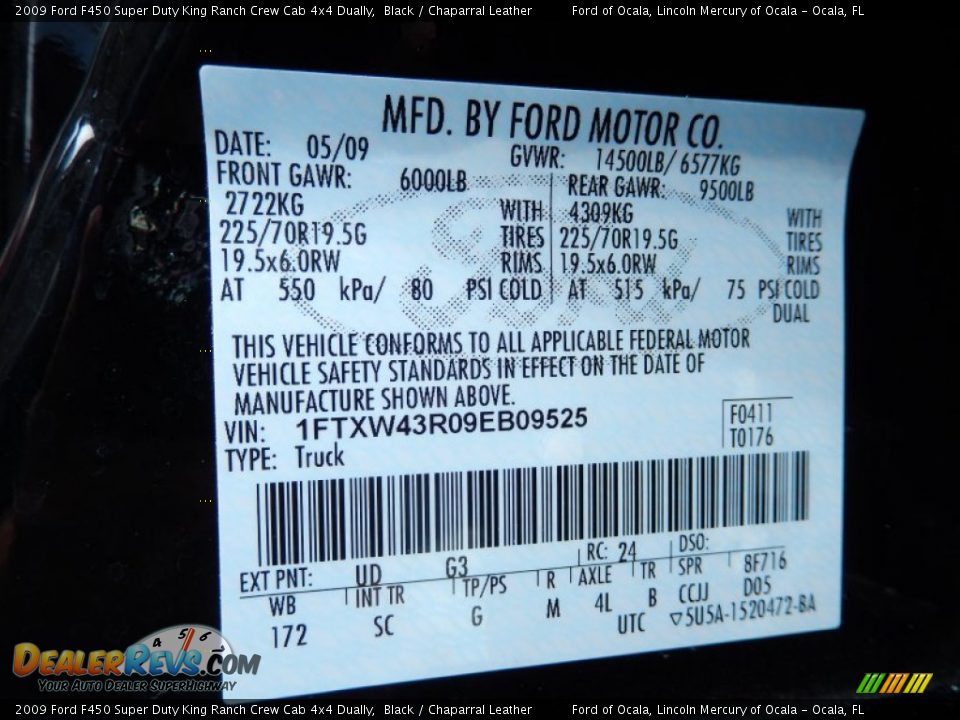 2009 Ford F450 Super Duty King Ranch Crew Cab 4x4 Dually, Black / Chaparral Leather Ford of Ocala, Lincoln Mercury of Ocala - Ocala, FL
MFD. BY FORD MOTOR CO.
DATE: 05/09 GVWR: 14500LB/ 6577KG
FRONT GAWR: 6000LB REAR GAWR: 9500LB
2722KG WITH 4309KG WITH
225/70R19.5G TIRES 225/70R19.5G TIRES
19.5x6.0RW RIMS 19.5x6.0RW RIMS
AT 550 kPa/ 80 PSI COLD AT 515 kPa/ 75 PSI COLD
DUAL
THIS VEHICLE CONFORMS TO ALL APPLICABLE FEDERAL MOTOR
VEHICLE SAFETY STANDARDS IN EFFECT ON THE DATE OF
MANUFACTURE SHOWN ABOVE.
VIN: 1FTXW43R09EB09525 F0411
TYPE: Truck T0176
EXT PNT: UD G3 RC: 24 DSO:
WB INT TR TP/PS R AXLE TR SPR 8F716
172 SC G M 4L B CCJJ D05
UTC ▽5U5A-1520472-BA
4 5 6
DEALERREVS.COM
YOUR AUTO DEALER SUPERHIGHWAY
2009 Ford F450 Super Duty King Ranch Crew Cab 4x4 Dually, Black / Chaparral Leather Ford of Ocala, Lincoln Mercury of Ocala - Ocala, FL